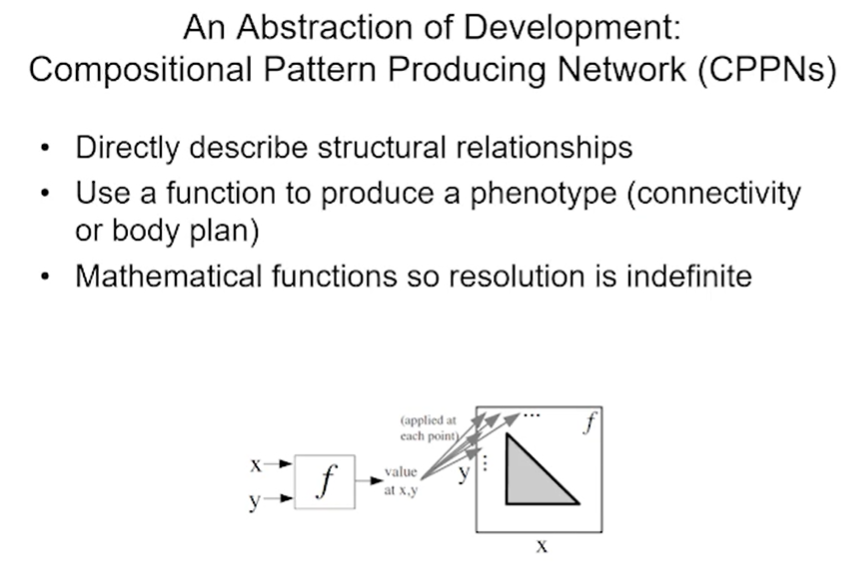 An Abstraction of Development:
Compositional Pattern Producing Network (CPPNs)
• Directly describe structural relationships
• Use a function to produce a phenotype (connectivity
or body plan)
• Mathematical functions so resolution is indefinite
(applied at
each point)
...
f
x
y
f
value
at x,y
y
...
x